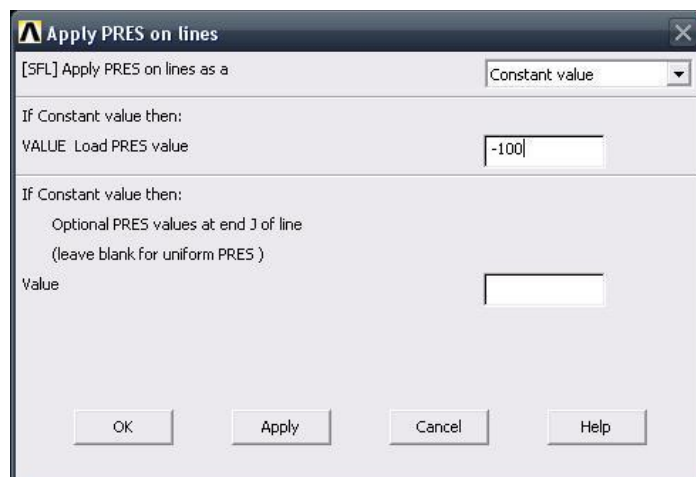 Apply PRES on lines
[SFL] Apply PRES on lines as a
Constant value
If Constant value then:
VALUE Load PRES value
-100
If Constant value then:
Optional PRES values at end J of line
(leave blank for uniform PRES )
Value
OK
Apply
Cancel
Help